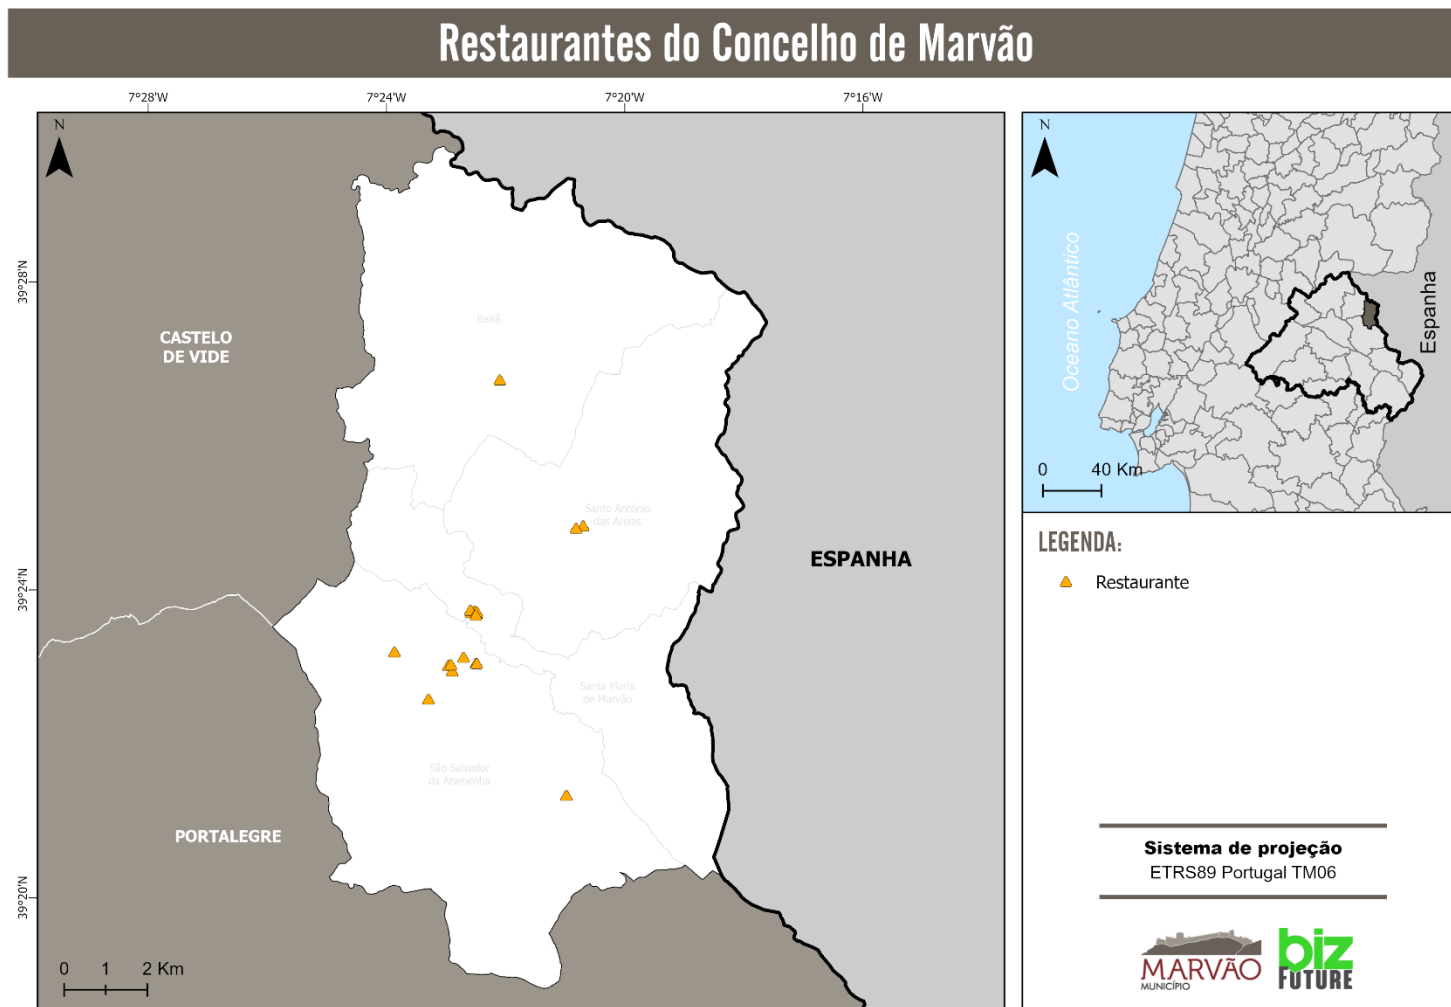 Restaurantes do Concelho de Marvão
7°28'W
7°24'W
7°20'W
7°16'W
39°28'N
39°24'N
39°20'N
N
CASTELO
DE VIDE
Beirã
Santo António
das Areias
ESPANHA
Santa Maria
de Marvão
São Salvador
da Aramenha
PORTALEGRE
0 1 2 Km
N
Oceano Atlântico
Espanha
0 40 Km
LEGENDA:
Restaurante
Sistema de projeção
ETRS89 Portugal TM06
MARVÃO
MUNICÍPIO
biz
FUTURE